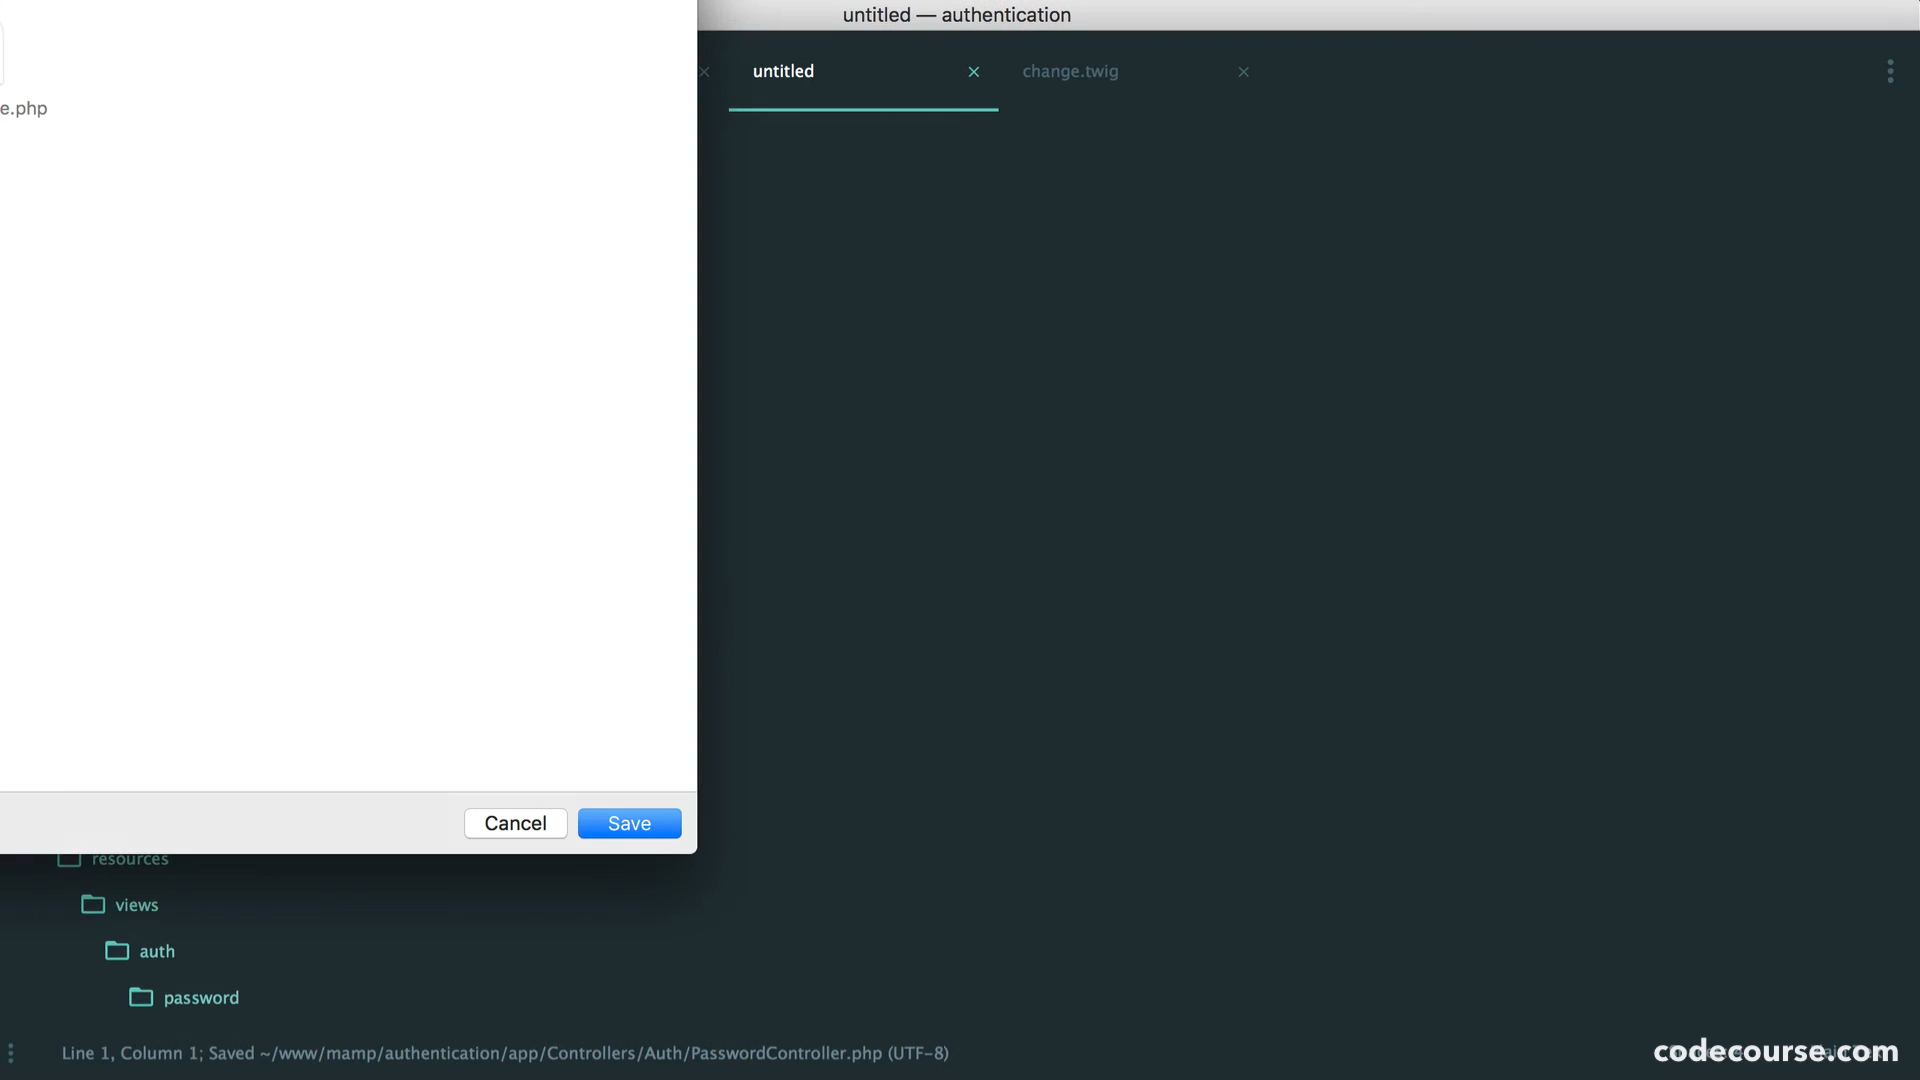 untitled — authentication
untitled
change.twig
e.php
Cancel
Save
resources
views
auth
password
Line 1, Column 1; Saved ~/www/mamp/authentication/app/Controllers/Auth/PasswordController.php (UTF-8)
codecourse.com